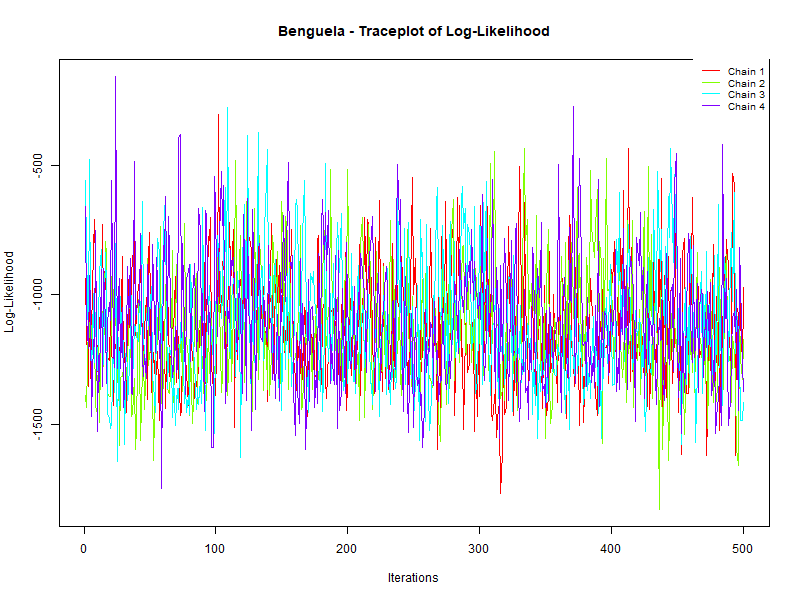 Benguela - Traceplot of Log-Likelihood
Chain 1
Chain 2
Chain 3
Chain 4
Log-Likelihood
-500
-1000
-1500
0 100 200 300 400 500
Iterations